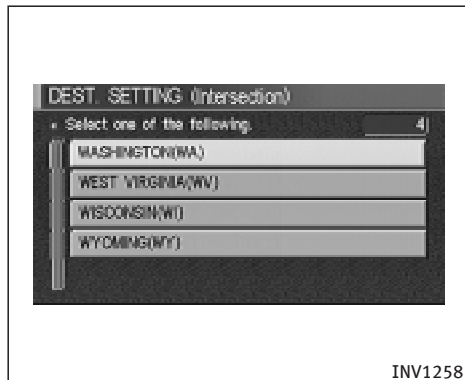 DEST. SETTING (Intersection)
Select one of the following. 4
WASHINGTON(WA)
WEST VIRGINIA(WV)
WISCONSIN(WI)
WYOMING(WY)
INV1258